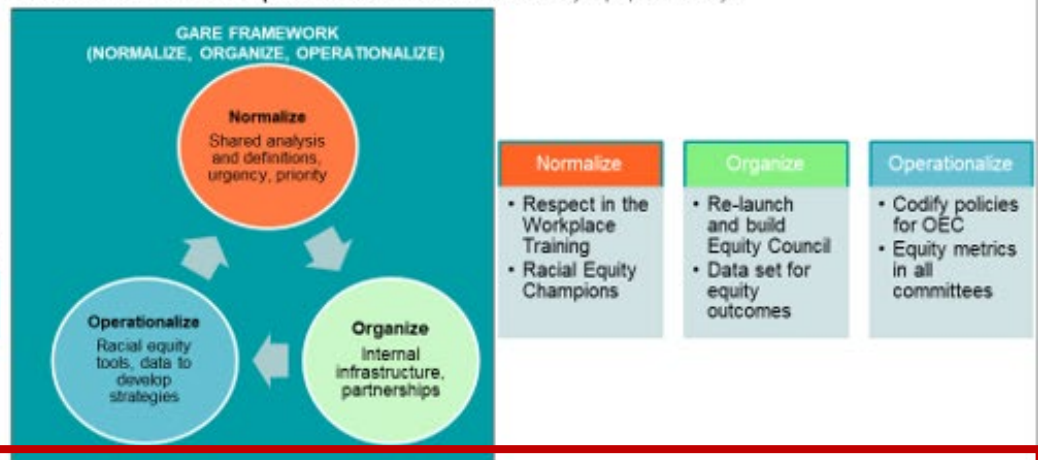 GARE FRAMEWORK
(NORMALIZE, ORGANIZE, OPERATIONALIZE)
Normalize
Shared analysis
and definitions,
urgency, priority
Organize
Internal
infrastructure,
partnerships
Operationalize
Racial equity
tools, data to
develop
strategies
Normalize
• Respect in the
Workplace
Training
• Racial Equity
Champions
Organize
• Re-launch
and build
Equity Council
• Data set for
equity
outcomes
Operationalize
• Codify policies
for OEC
• Equity metrics
in all
committees